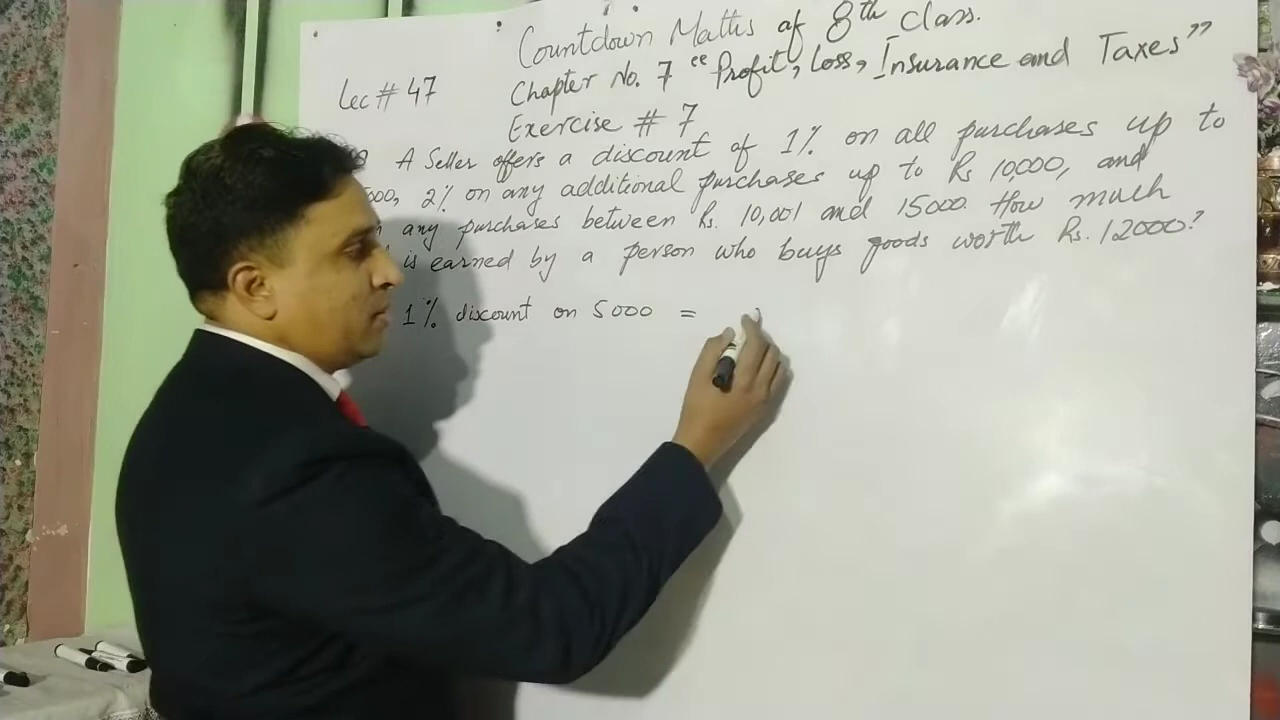 Countdown Maths of 8th Class.
Lec # 47 Chapter No. 7 “Profit, Loss, Insurance and Taxes”
Exercise # 7
A Seller offers a discount of 1% on all purchases up to
000, 2% on any additional purchases up to Rs 10,000, and
any purchases between Rs. 10,001 and 15000. How much
is earned by a person who buys goods worth Rs. 12000?
1% discount on 5000 =